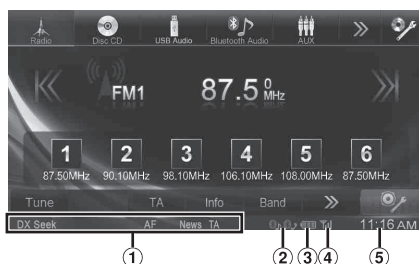 Radio Disc CD USB Audio Bluetooth Audio AUX
FM1 87.5 0 MHz
1 2 3 4 5 6
87.50MHz 90.10MHz 98.10MHz 106.10MHz 108.00MHz 87.50MHz
Tune TA Info Band
DX Seek AF News TA 11:16 AM
① ② ③ ④ ⑤